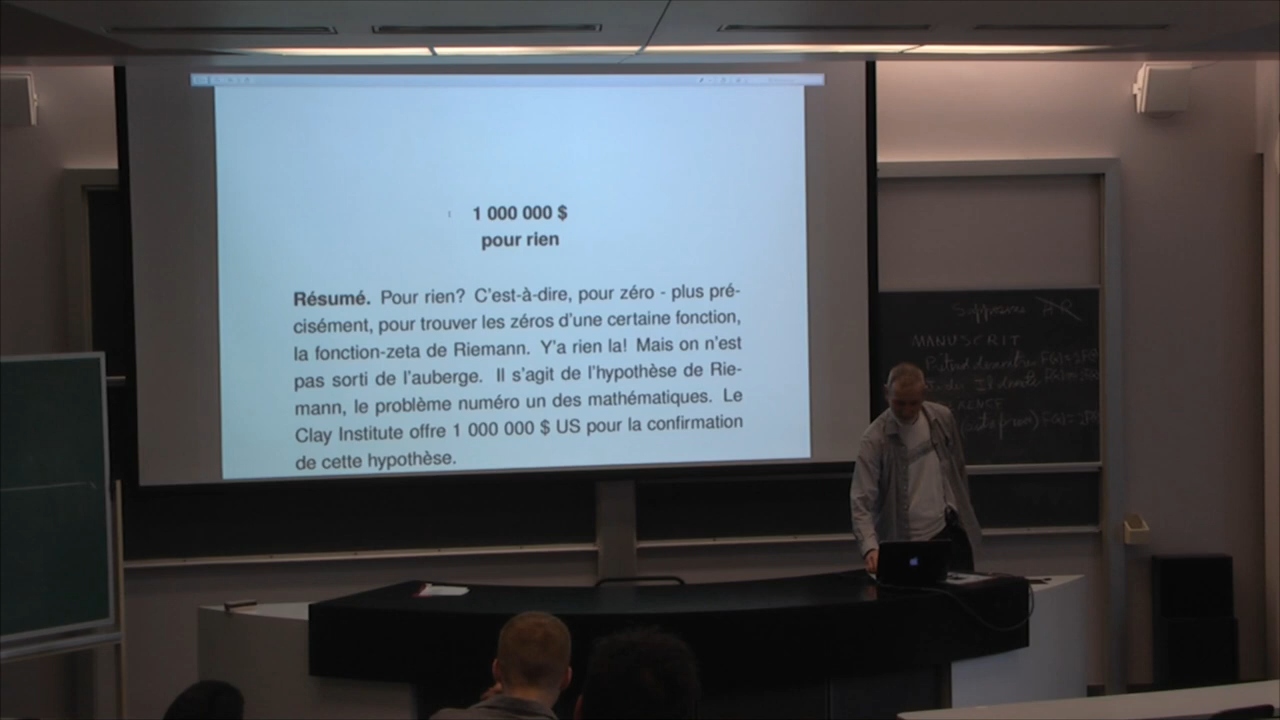 1 000 000 $
pour rien
Résumé. Pour rien? C'est-à-dire, pour zéro - plus pré-
cisément, pour trouver les zéros d'une certaine fonction,
la fonction-zeta de Riemann. Y'a rien la! Mais on n'est
pas sorti de l'auberge. Il s'agit de l'hypothèse de Rie-
mann, le problème numéro un des mathématiques. Le
Clay Institute offre 1 000 000 $ US pour la confirmation
de cette hypothèse.
MANUSCRIT